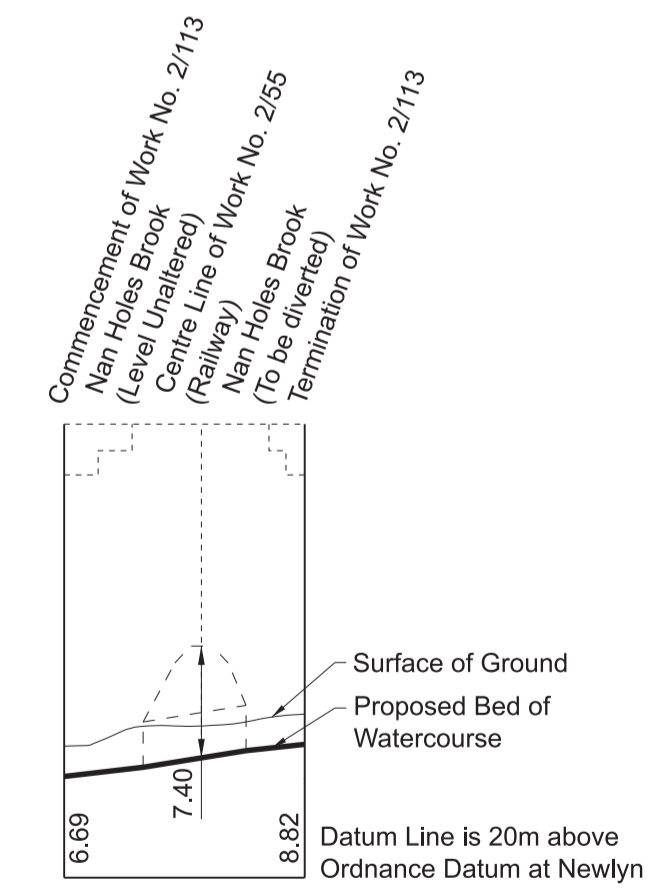 Commencement of Work No. 2/113
Nan Holes Brook
(Level Unaltered)
Centre Line of Work No. 2/55
(Railway)
Nan Holes Brook
(To be diverted)
Termination of Work No. 2/113
Surface of Ground
Proposed Bed of
Watercourse
6.69
7.40
8.82
Datum Line is 20m above
Ordnance Datum at Newlyn